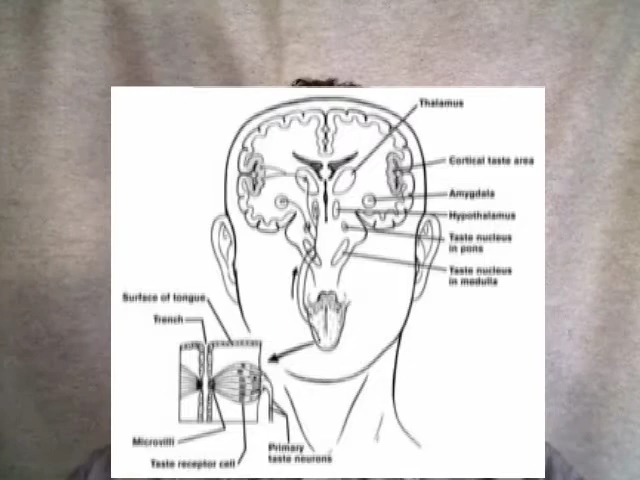 Thalamus
Cortical taste area
Amygdala
Hypothalamus
Taste nucleus
in pons
Taste nucleus
in medulla
Surface of tongue
Trench
Microvilli
Taste receptor cell
Primary
taste neurons